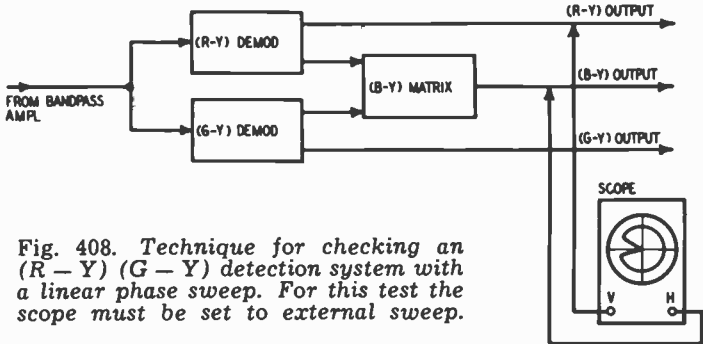 (R-Y) OUTPUT
(R-Y) DEMOD
(B-Y) OUTPUT
(B-Y) MATRIX
FROM BANDPASS
AMPL
(G-Y) DEMOD
(G-Y) OUTPUT
SCOPE
V H
Fig. 408. Technique for checking an
(R — Y) (G — Y) detection system with
a linear phase sweep. For this test the
scope must be set to external sweep.